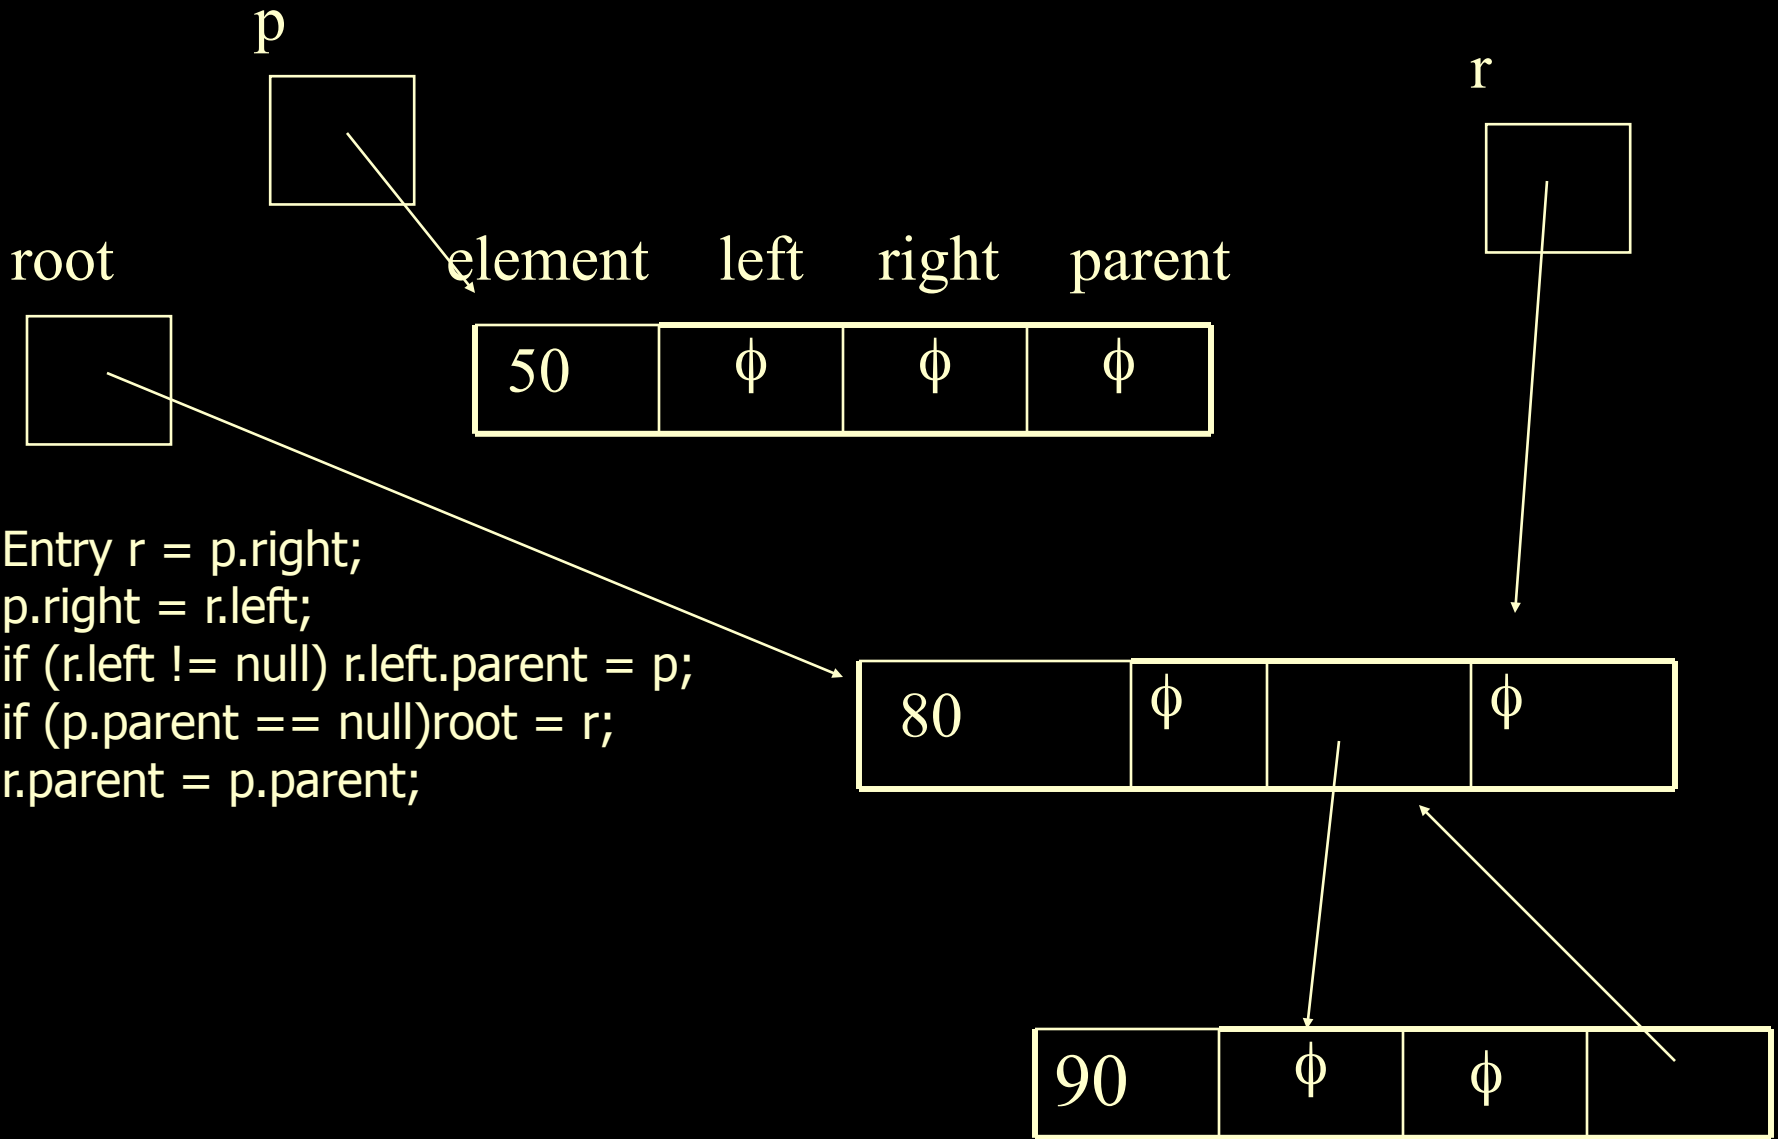 p
r
root
element left right parent
50 ϕ ϕ ϕ
Entry r = p.right;
p.right = r.left;
if (r.left != null) r.left.parent = p;
if (p.parent == null)root = r;
r.parent = p.parent;
80 ϕ ϕ
90 ϕ ϕ